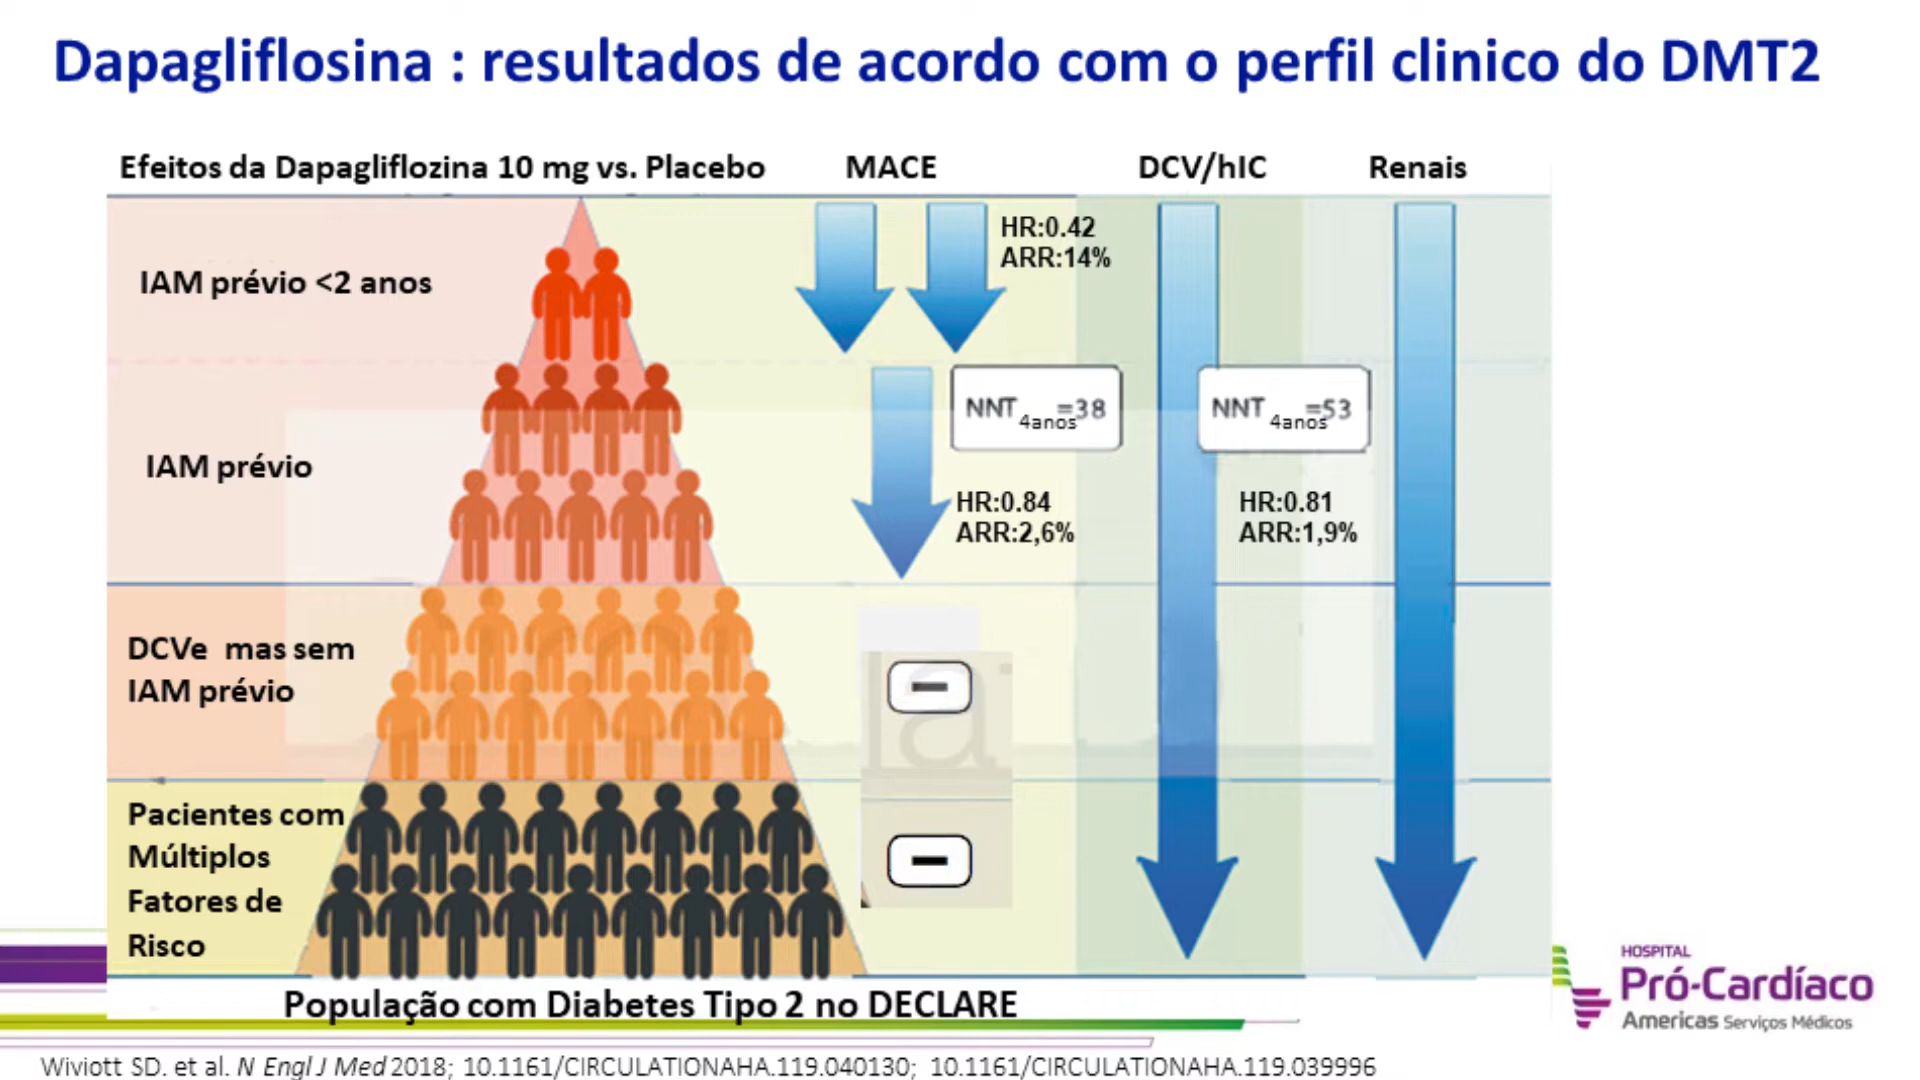 Dapagliflosina : resultados de acordo com o perfil clinico do DMT2
Efeitos da Dapagliflozina 10 mg vs. Placebo
MACE
DCV/hIC
Renais
IAM prévio <2 anos
HR:0.42
ARR:14%
IAM prévio
NNT 4anos =38
NNT 4anos =53
HR:0.84
ARR:2,6%
HR:0.81
ARR:1,9%
DCVe mas sem
IAM prévio
la
Pacientes com
Múltiplos
Fatores de
Risco
População com Diabetes Tipo 2 no DECLARE
HOSPITAL
Pró-Cardíaco
Americas Serviços Médicos
Wiviott SD. et al. N Engl J Med 2018; 10.1161/CIRCULATIONAHA.119.040130; 10.1161/CIRCULATIONAHA.119.039996